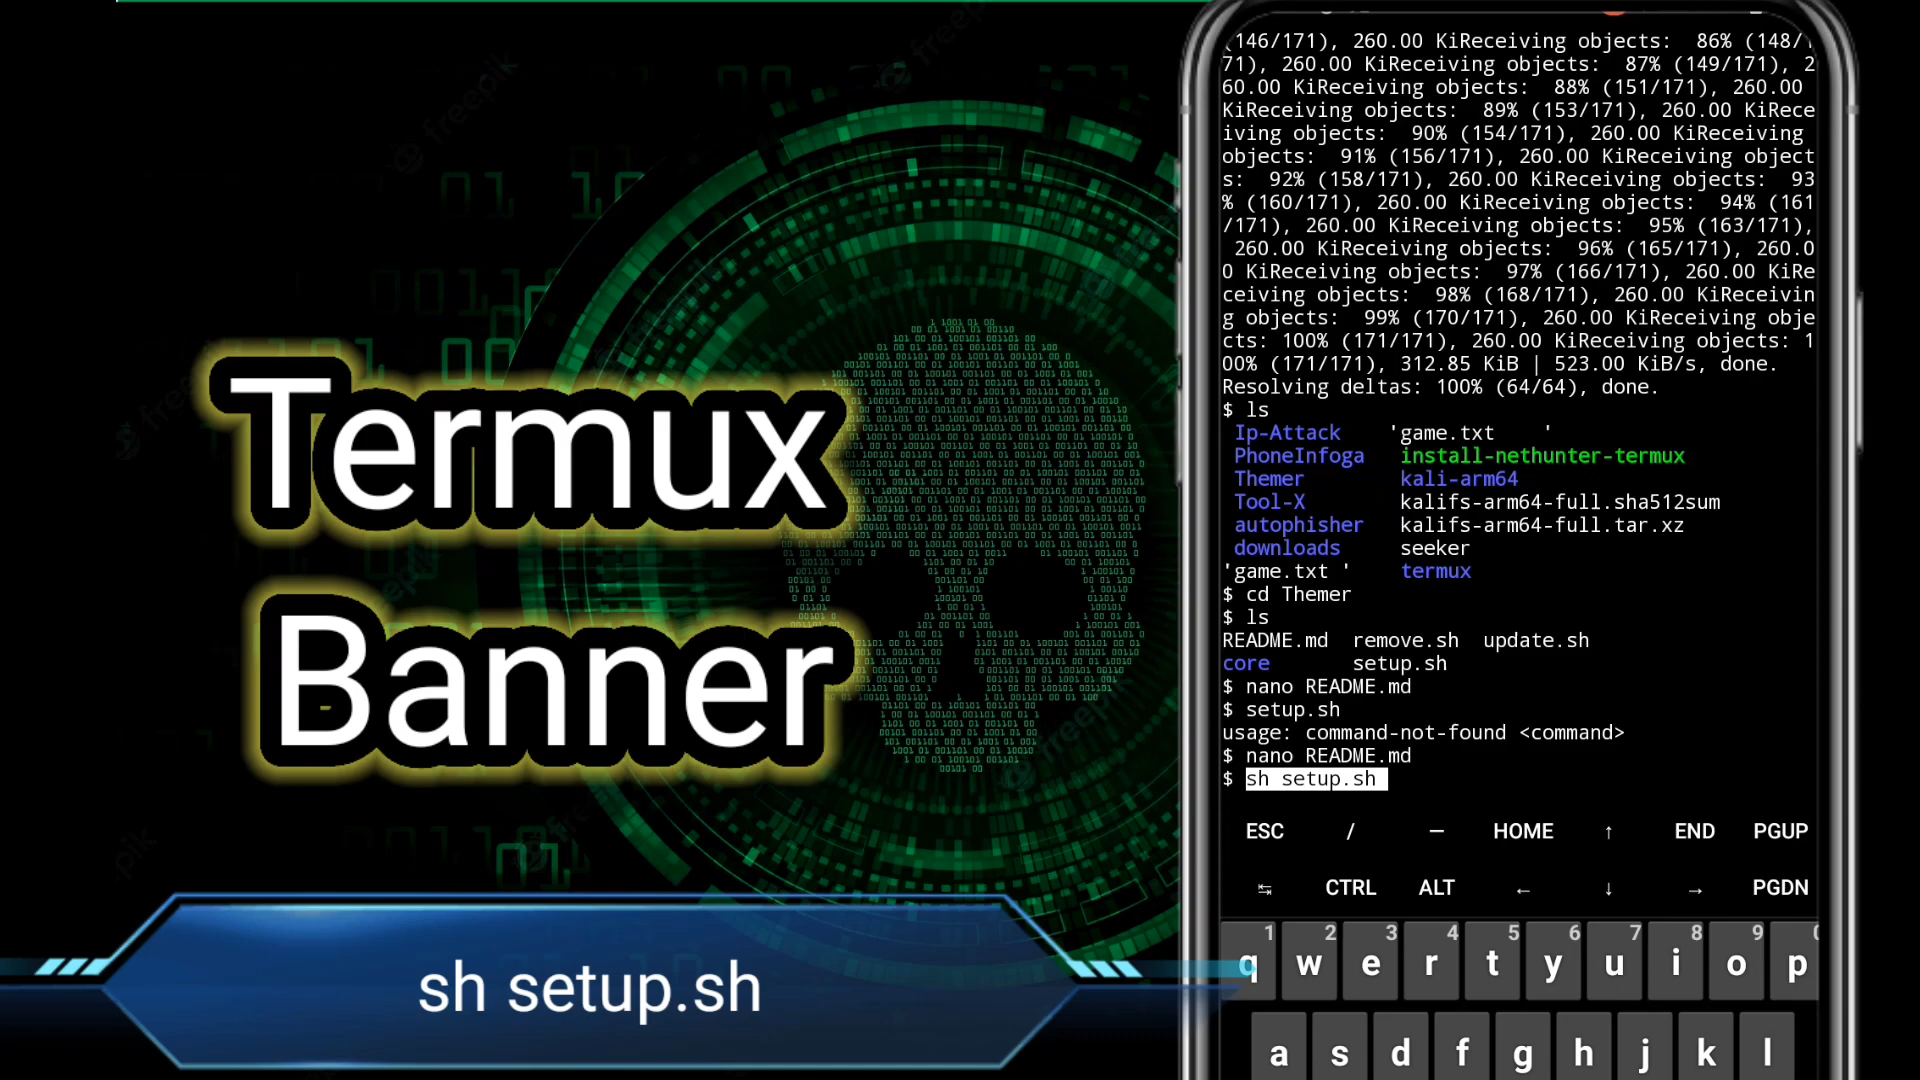 Termux
Banner
sh setup.sh
(146/171), 260.00 KiReceiving objects:  86% (148/1
71), 260.00 KiReceiving objects:  87% (149/171), 2
60.00 KiReceiving objects:  88% (151/171), 260.00
KiReceiving objects:  89% (153/171), 260.00 KiRece
iving objects:  90% (154/171), 260.00 KiReceiving
objects:  91% (156/171), 260.00 KiReceiving object
s:  92% (158/171), 260.00 KiReceiving objects:  93
% (160/171), 260.00 KiReceiving objects:  94% (161
/171), 260.00 KiReceiving objects:  95% (163/171),
260.00 KiReceiving objects:  96% (165/171), 260.0
0 KiReceiving objects:  97% (166/171), 260.00 KiRe
ceiving objects:  98% (168/171), 260.00 KiReceivin
g objects:  99% (170/171), 260.00 KiReceiving obje
cts: 100% (171/171), 260.00 KiReceiving objects: 1
00% (171/171), 312.85 KiB | 523.00 KiB/s, done.
Resolving deltas: 100% (64/64), done.
$ ls
Ip-Attack 'game.txt '
PhoneInfoga install-nethunter-termux
Themer kali-arm64
Tool-X kalifs-arm64-full.sha512sum
autophisher kalifs-arm64-full.tar.xz
downloads seeker
'game.txt ' termux
$ cd Themer
$ ls
README.md remove.sh update.sh
core setup.sh
$ nano README.md
$ setup.sh
usage: command-not-found <command>
$ nano README.md
$ sh setup.sh
ESC / — HOME ↑ END PGUP
↹ CTRL ALT ← ↓ → PGDN
1 2 3 4 5 6 7 8 9 0
q w e r t y u i o p
a s d f g h j k l